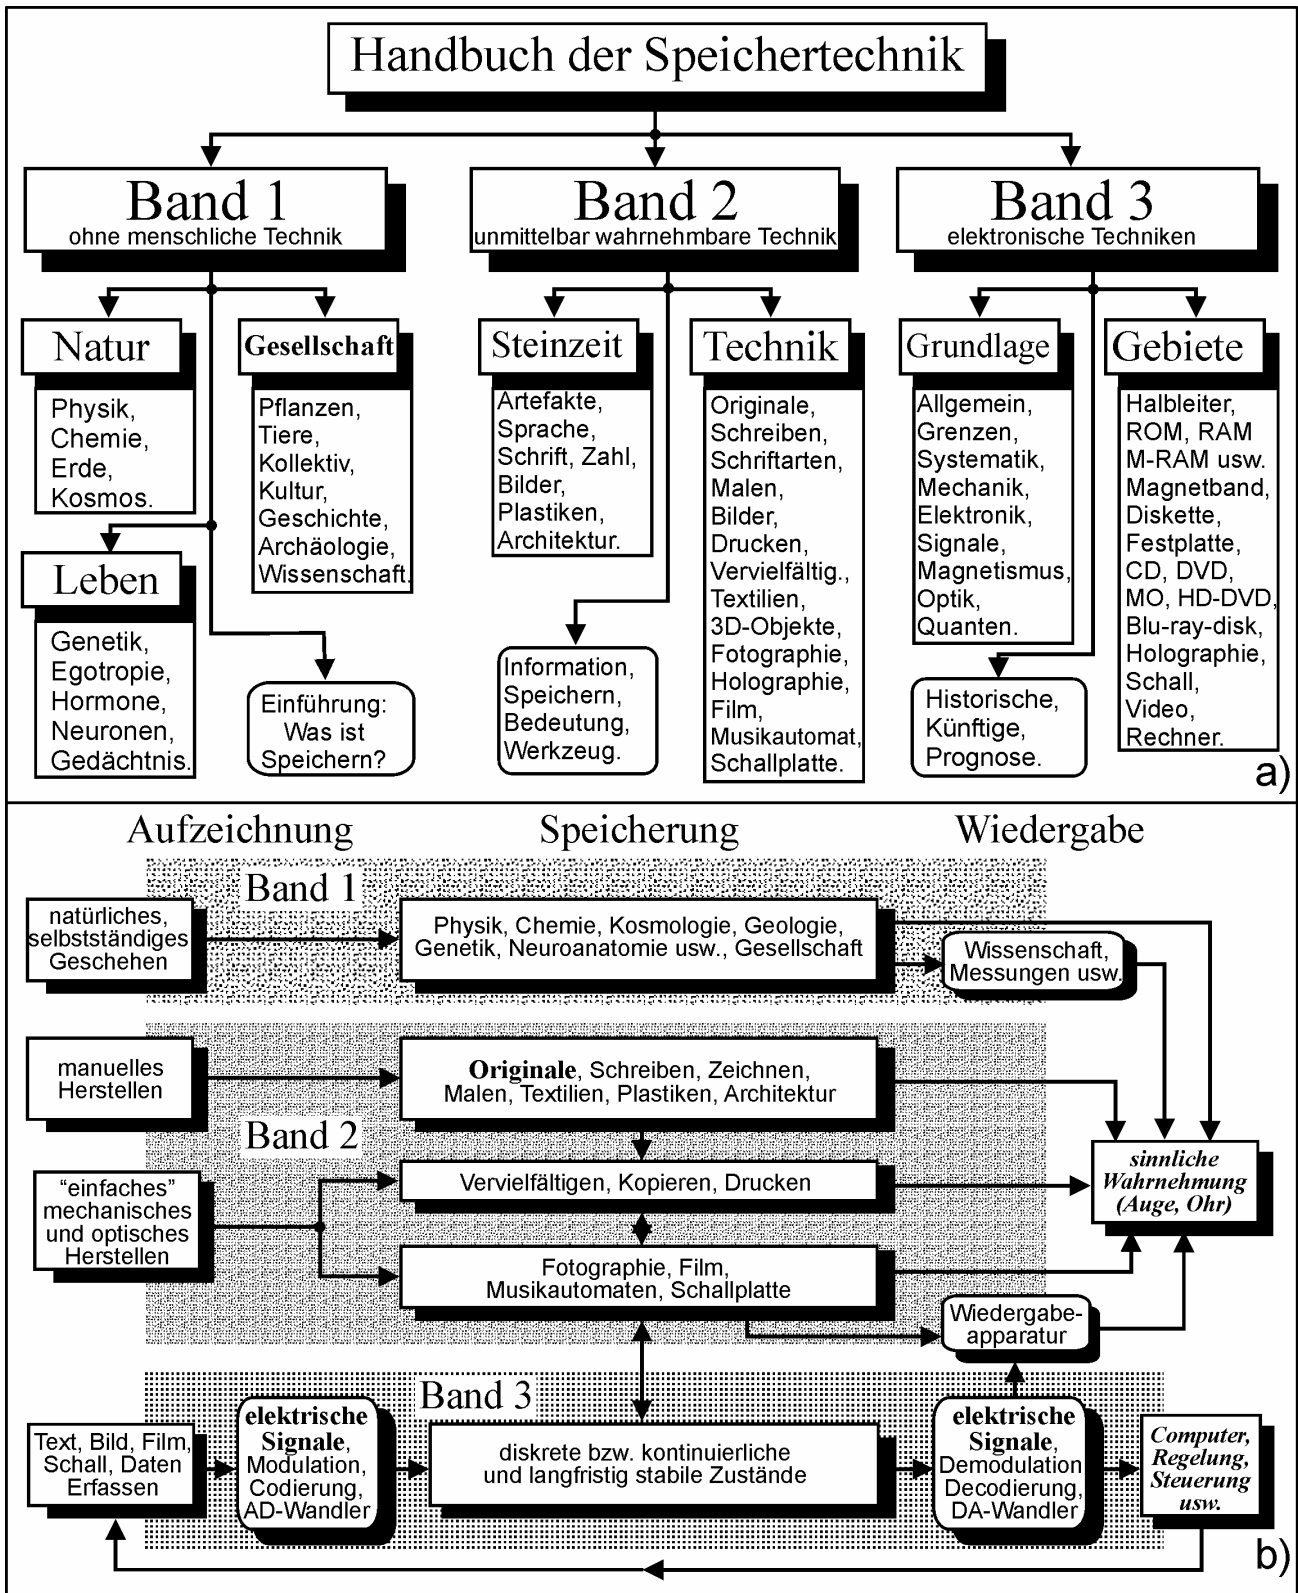 Handbuch der Speichertechnik
Band 1
ohne menschliche Technik
Band 2
unmittelbar wahrnehmbare Technik
Band 3
elektronische Techniken
Natur
Physik,
Chemie,
Erde,
Kosmos.
Leben
Genetik,
Egotropie,
Hormone,
Neuronen,
Gedächtnis.
Gesellschaft
Pflanzen,
Tiere,
Kollektiv,
Kultur,
Geschichte,
Archäologie,
Wissenschaft.
Einführung:
Was ist
Speichern?
Steinzeit
Artefakte,
Sprache,
Schrift, Zahl,
Bilder,
Plastiken,
Architektur.
Information,
Speichern,
Bedeutung,
Werkzeug.
Technik
Originale,
Schreiben,
Schriftarten,
Malen,
Bilder,
Drucken,
Vervielfältig.,
Textilien,
3D-Objekte,
Fotographie,
Holographie,
Film,
Musikautomat,
Schallplatte.
Grundlage
Allgemein,
Grenzen,
Systematik,
Mechanik,
Elektronik,
Signale,
Magnetismus,
Optik,
Quanten.
Historische,
Künftige,
Prognose.
Gebiete
Halbleiter,
ROM, RAM
M-RAM usw.
Magnetband,
Diskette,
Festplatte,
CD, DVD,
MO, HD-DVD,
Blu-ray-disk,
Holographie,
Schall,
Video,
Rechner.
a)
Aufzeichnung
Speicherung
Wiedergabe
Band 1
natürliches,
selbstständiges
Geschehen
Physik, Chemie, Kosmologie, Geologie,
Genetik, Neuroanatomie usw., Gesellschaft
Wissenschaft,
Messungen usw.
manuelles
Herstellen
Originale, Schreiben, Zeichnen,
Malen, Textilien, Plastiken, Architektur
Band 2
"einfaches"
mechanisches
und optisches
Herstellen
Vervielfältigen, Kopieren, Drucken
sinnliche
Wahrnehmung
(Auge, Ohr)
Fotographie, Film,
Musikautomaten, Schallplatte
Wiedergabe-
apparatur
Band 3
Text, Bild, Film,
Schall, Daten
Erfassen
elektrische
Signale,
Modulation,
Codierung,
AD-Wandler
diskrete bzw. kontinuierliche
und langfristig stabile Zustände
elektrische
Signale,
Demodulation
Decodierung,
DA-Wandler
Computer,
Regelung,
Steuerung
usw.
b)